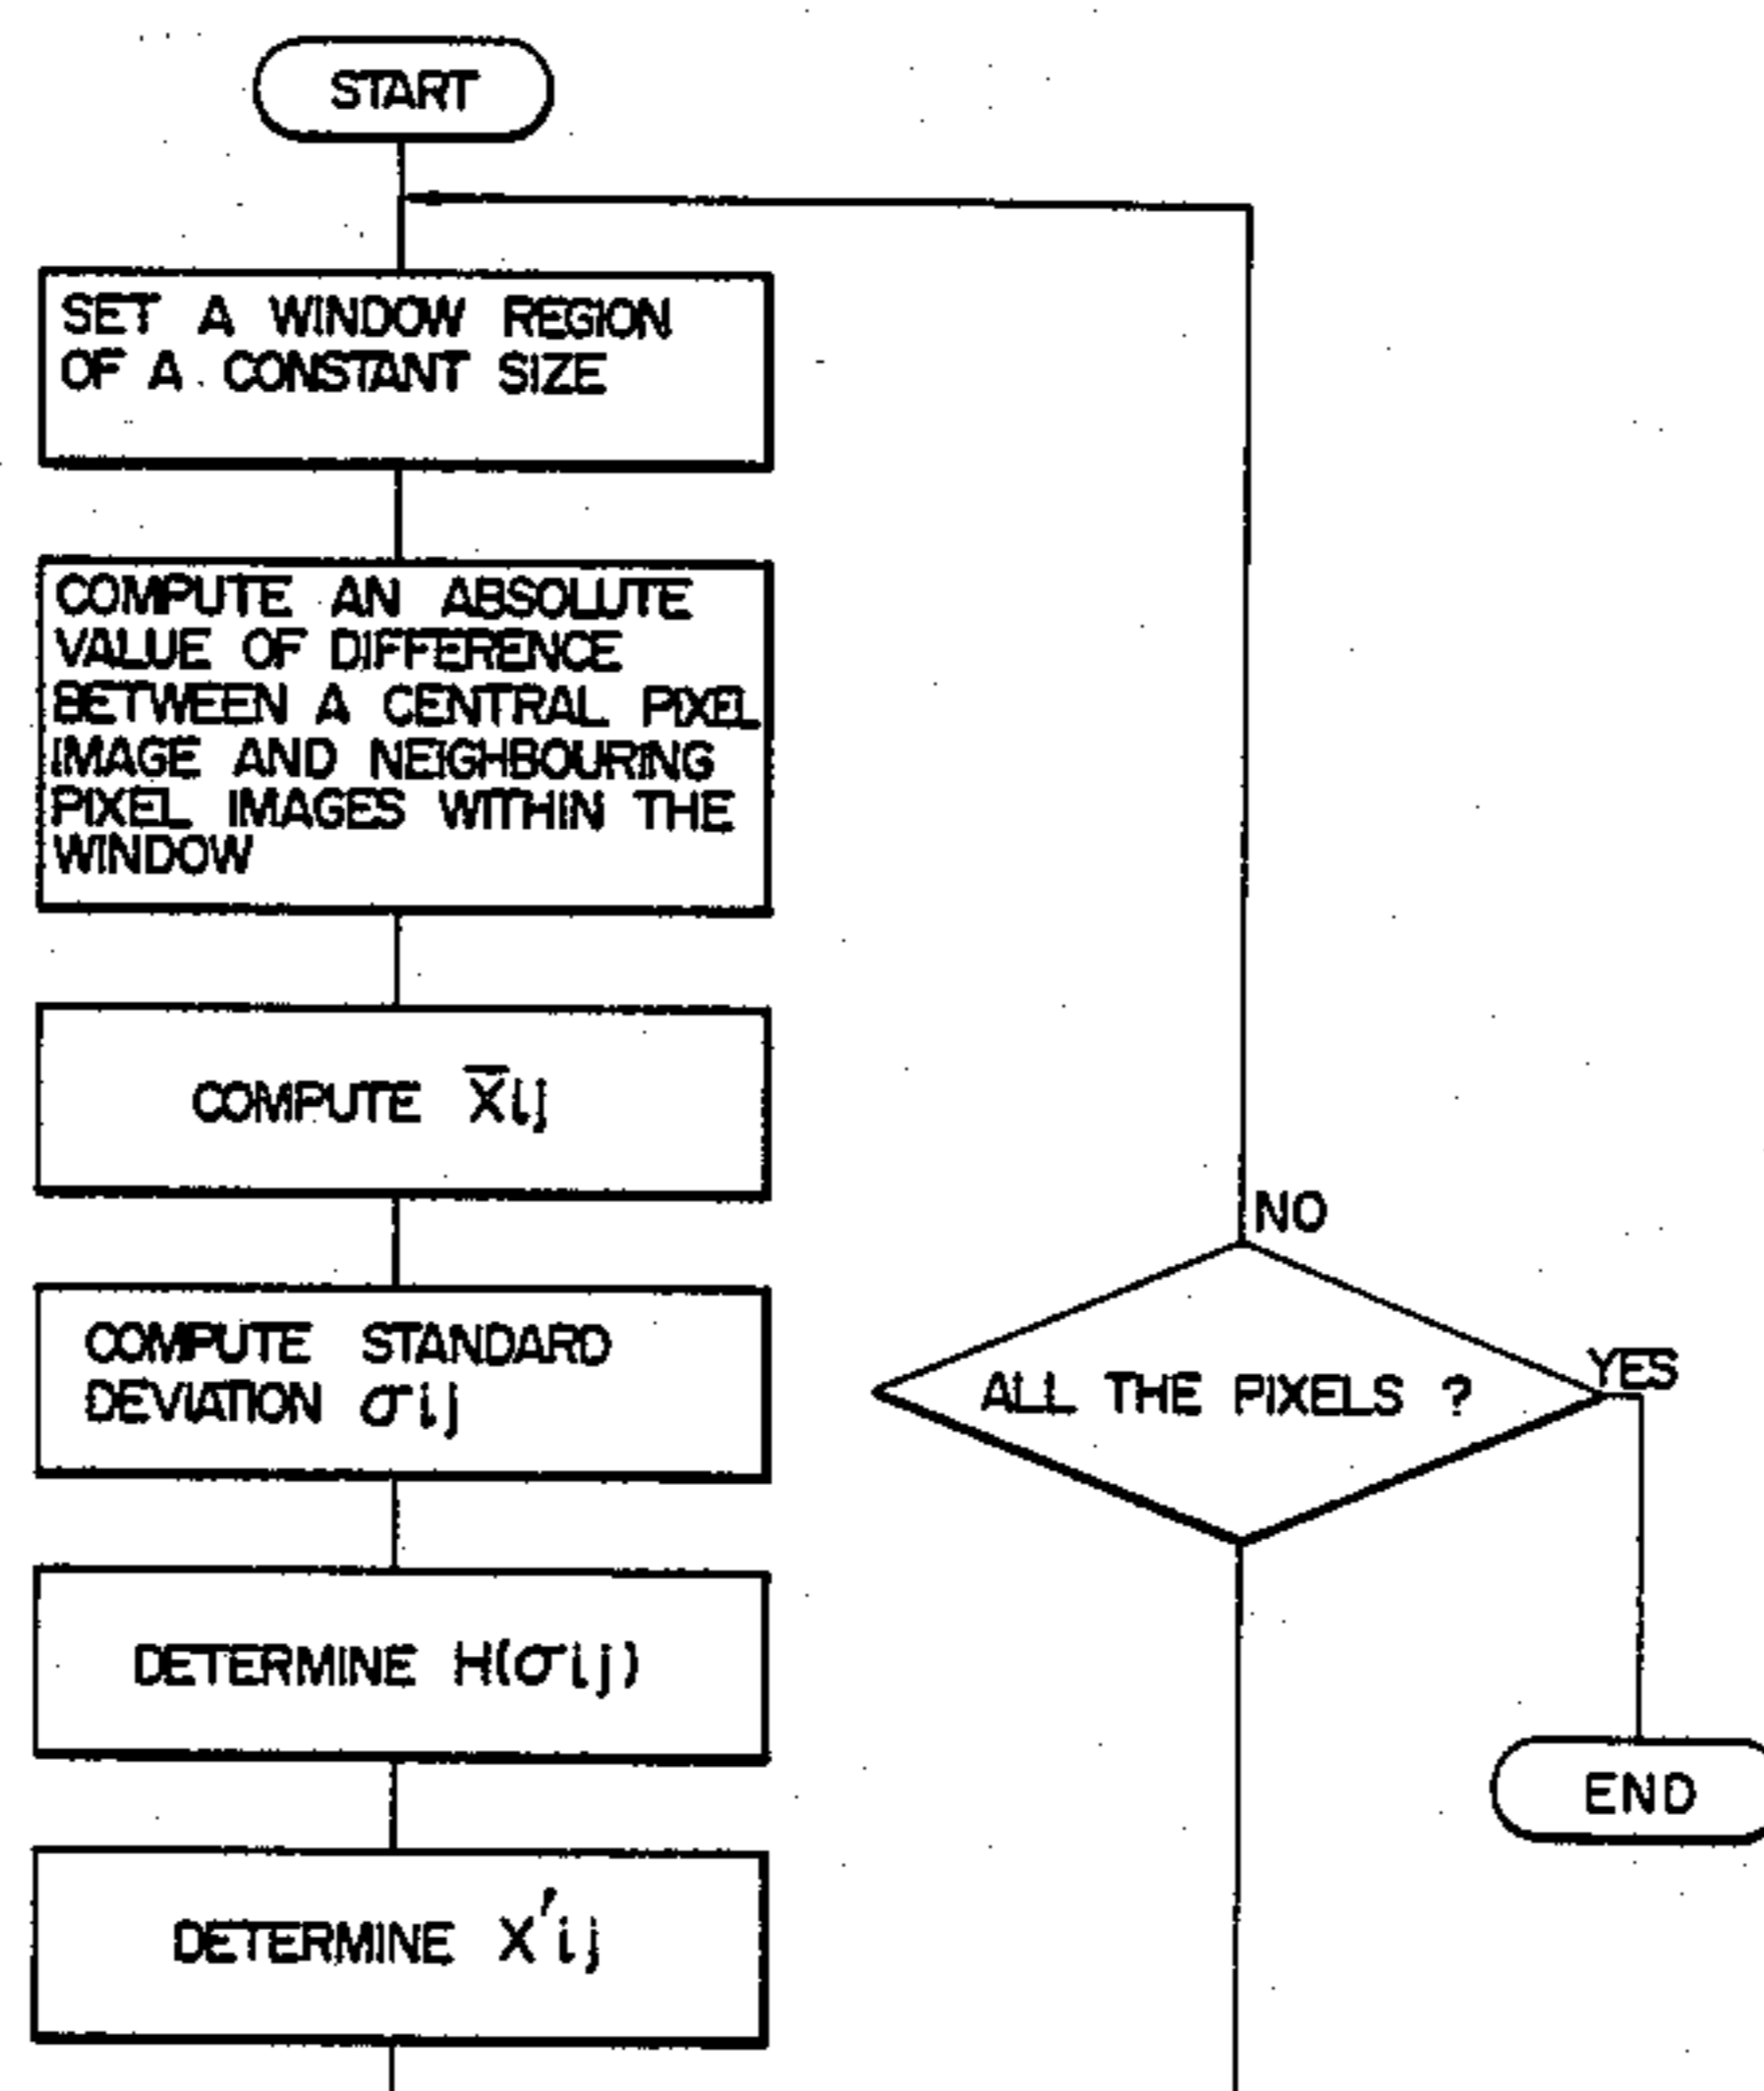 START
SET A WINDOW REGION
OF A CONSTANT SIZE
COMPUTE AN ABSOLUTE
VALUE OF DIFFERENCE
BETWEEN A CENTRAL PIXEL
IMAGE AND NEIGHBOURING
PIXEL IMAGES WITHIN THE
WINDOW
COMPUTE X̅ij
COMPUTE STANDARD
DEVIATION σij
DETERMINE H(σij)
DETERMINE X′ij
NO
ALL THE PIXELS ?
YES
END